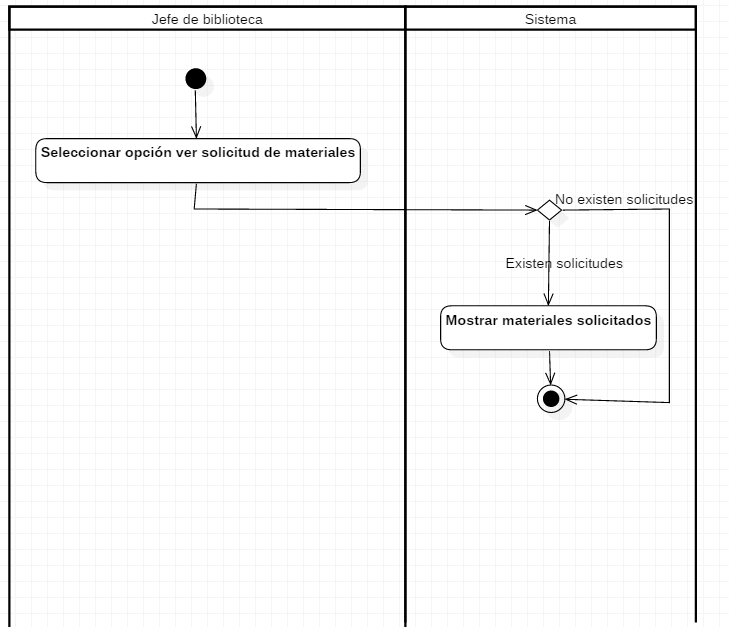 Jefe de biblioteca
Sistema
Seleccionar opción ver solicitud de materiales
No existen solicitudes
Existen solicitudes
Mostrar materiales solicitados